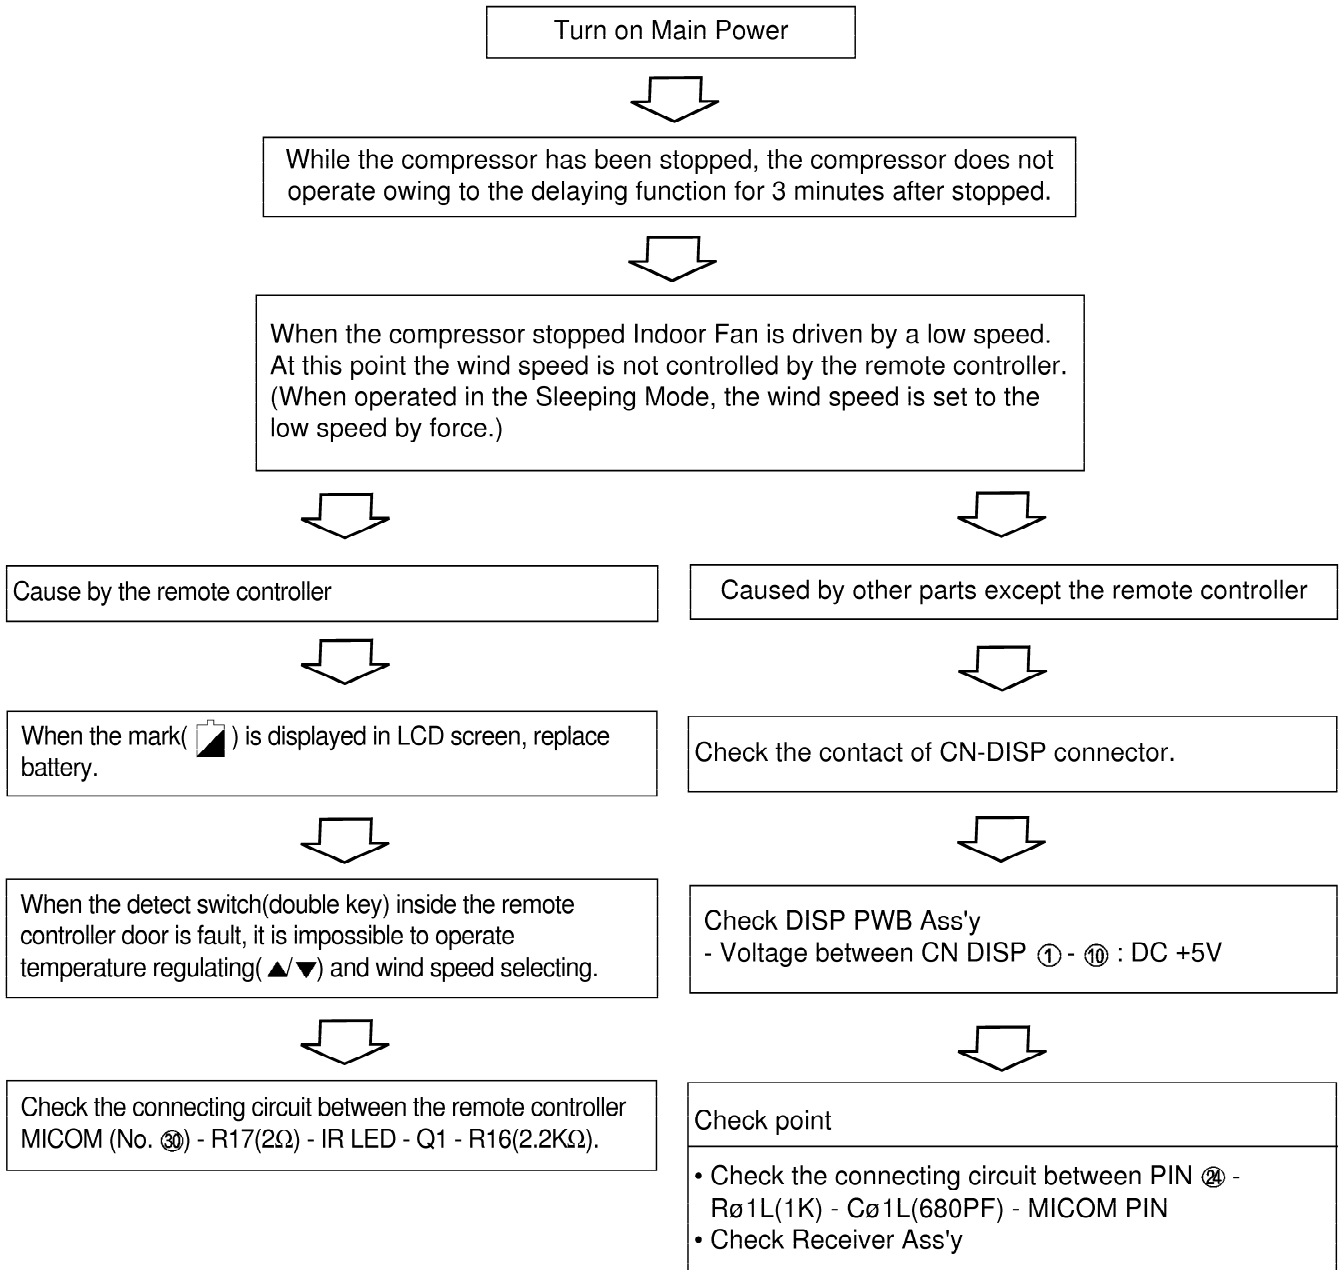 Turn on Main Power
While the compressor has been stopped, the compressor does not
operate owing to the delaying function for 3 minutes after stopped.
When the compressor stopped Indoor Fan is driven by a low speed.
At this point the wind speed is not controlled by the remote controller.
(When operated in the Sleeping Mode, the wind speed is set to the
low speed by force.)
Cause by the remote controller
When the mark( ) is displayed in LCD screen, replace
battery.
When the detect switch(double key) inside the remote
controller door is fault, it is impossible to operate
temperature regulating( ▲/▼) and wind speed selecting.
Check the connecting circuit between the remote controller
MICOM (No. ㉚) - R17(2Ω) - IR LED - Q1 - R16(2.2KΩ).
Caused by other parts except the remote controller
Check the contact of CN-DISP connector.
Check DISP PWB Ass'y
- Voltage between CN DISP ① - ⑩ : DC +5V
Check point
• Check the connecting circuit between PIN ㉔ -
Rø1L(1K) - Cø1L(680PF) - MICOM PIN
• Check Receiver Ass'y